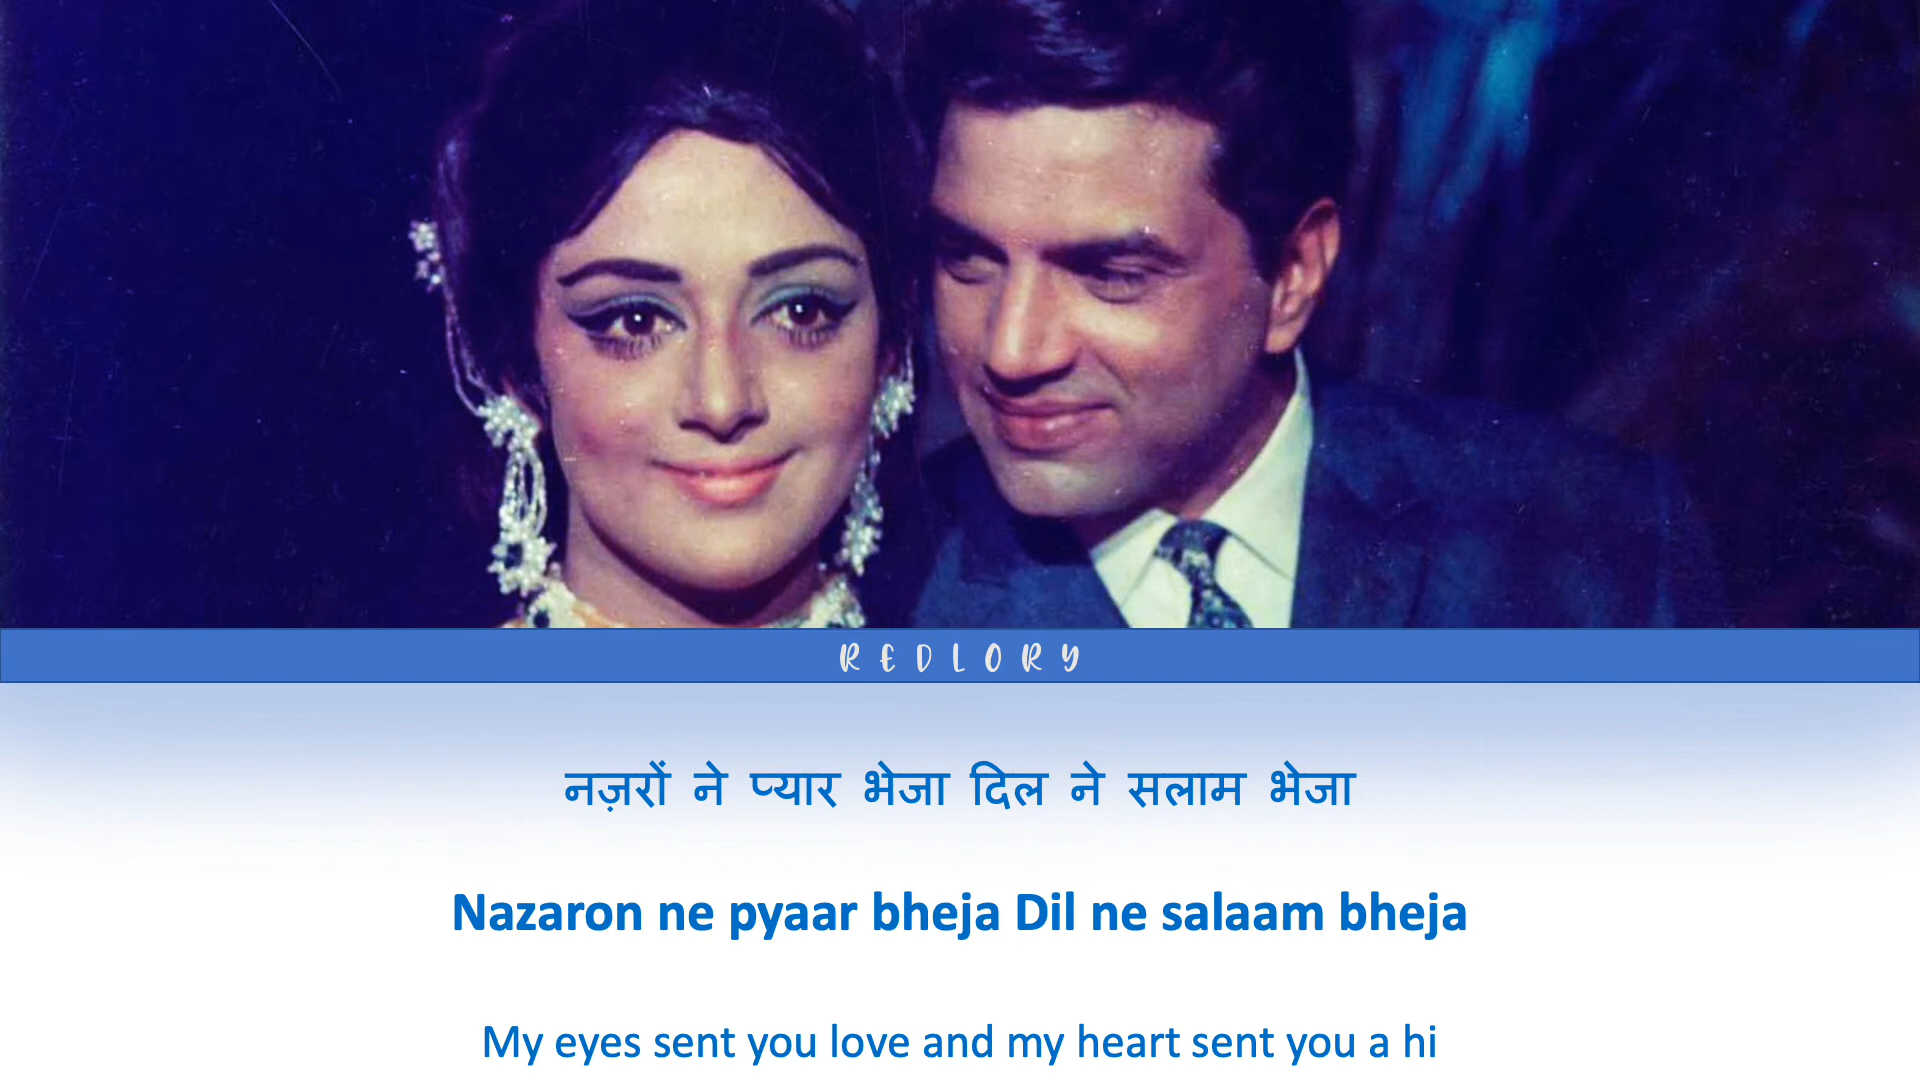 REDLORY
नज़रों ने प्यार भेजा दिल ने सलाम भेजा
Nazaron ne pyaar bheja Dil ne salaam bheja
My eyes sent you love and my heart sent you a hi